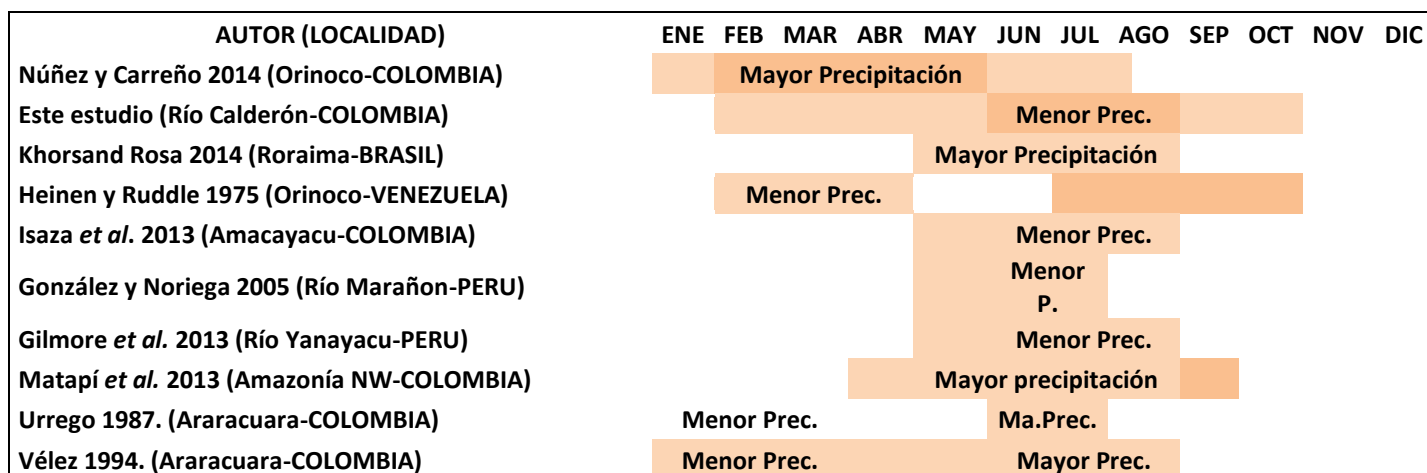 AUTOR (LOCALIDAD) ENE FEB MAR ABR MAY JUN JUL AGO SEP OCT NOV DIC
Núñez y Carreño 2014 (Orinoco-COLOMBIA) Mayor Precipitación
Este estudio (Río Calderón-COLOMBIA) Menor Prec.
Khorsand Rosa 2014 (Roraima-BRASIL) Mayor Precipitación
Heinen y Ruddle 1975 (Orinoco-VENEZUELA) Menor Prec.
Isaza et al. 2013 (Amacayacu-COLOMBIA) Menor Prec.
González y Noriega 2005 (Río Marañon-PERU) Menor
P.
Gilmore et al. 2013 (Río Yanayacu-PERU) Menor Prec.
Matapí et al. 2013 (Amazonía NW-COLOMBIA) Mayor precipitación
Urrego 1987. (Araracuara-COLOMBIA) Menor Prec. Ma.Prec.
Vélez 1994. (Araracuara-COLOMBIA) Menor Prec. Mayor Prec.